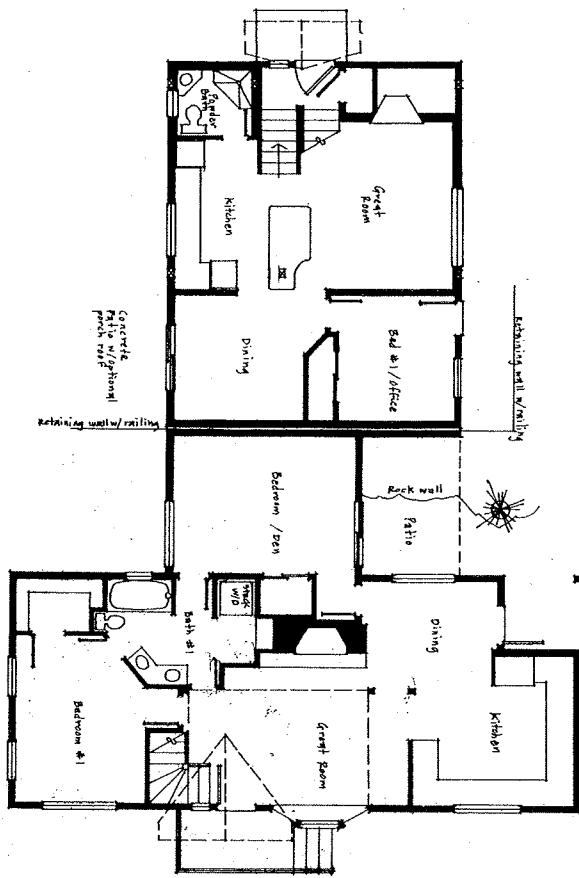 Powder
Bath
Great
Room
Kitchen
Dining
Bed #1/Office
Concrete
Patio w/optional
porch roof
Retaining wall w/railing
Retaining wall w/railing
Rock wall
Patio
Bedroom / Den
stack
W/D
Bath #1
Dining
Kitchen
Great Room
Bedroom #1